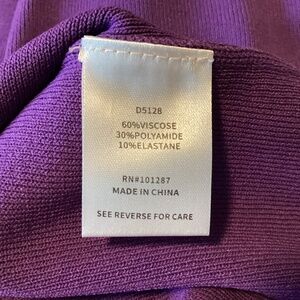 D5128
60%VISCOSE
30%POLYAMIDE
10%ELASTANE
RN#101287
MADE IN CHINA
SEE REVERSE FOR CARE